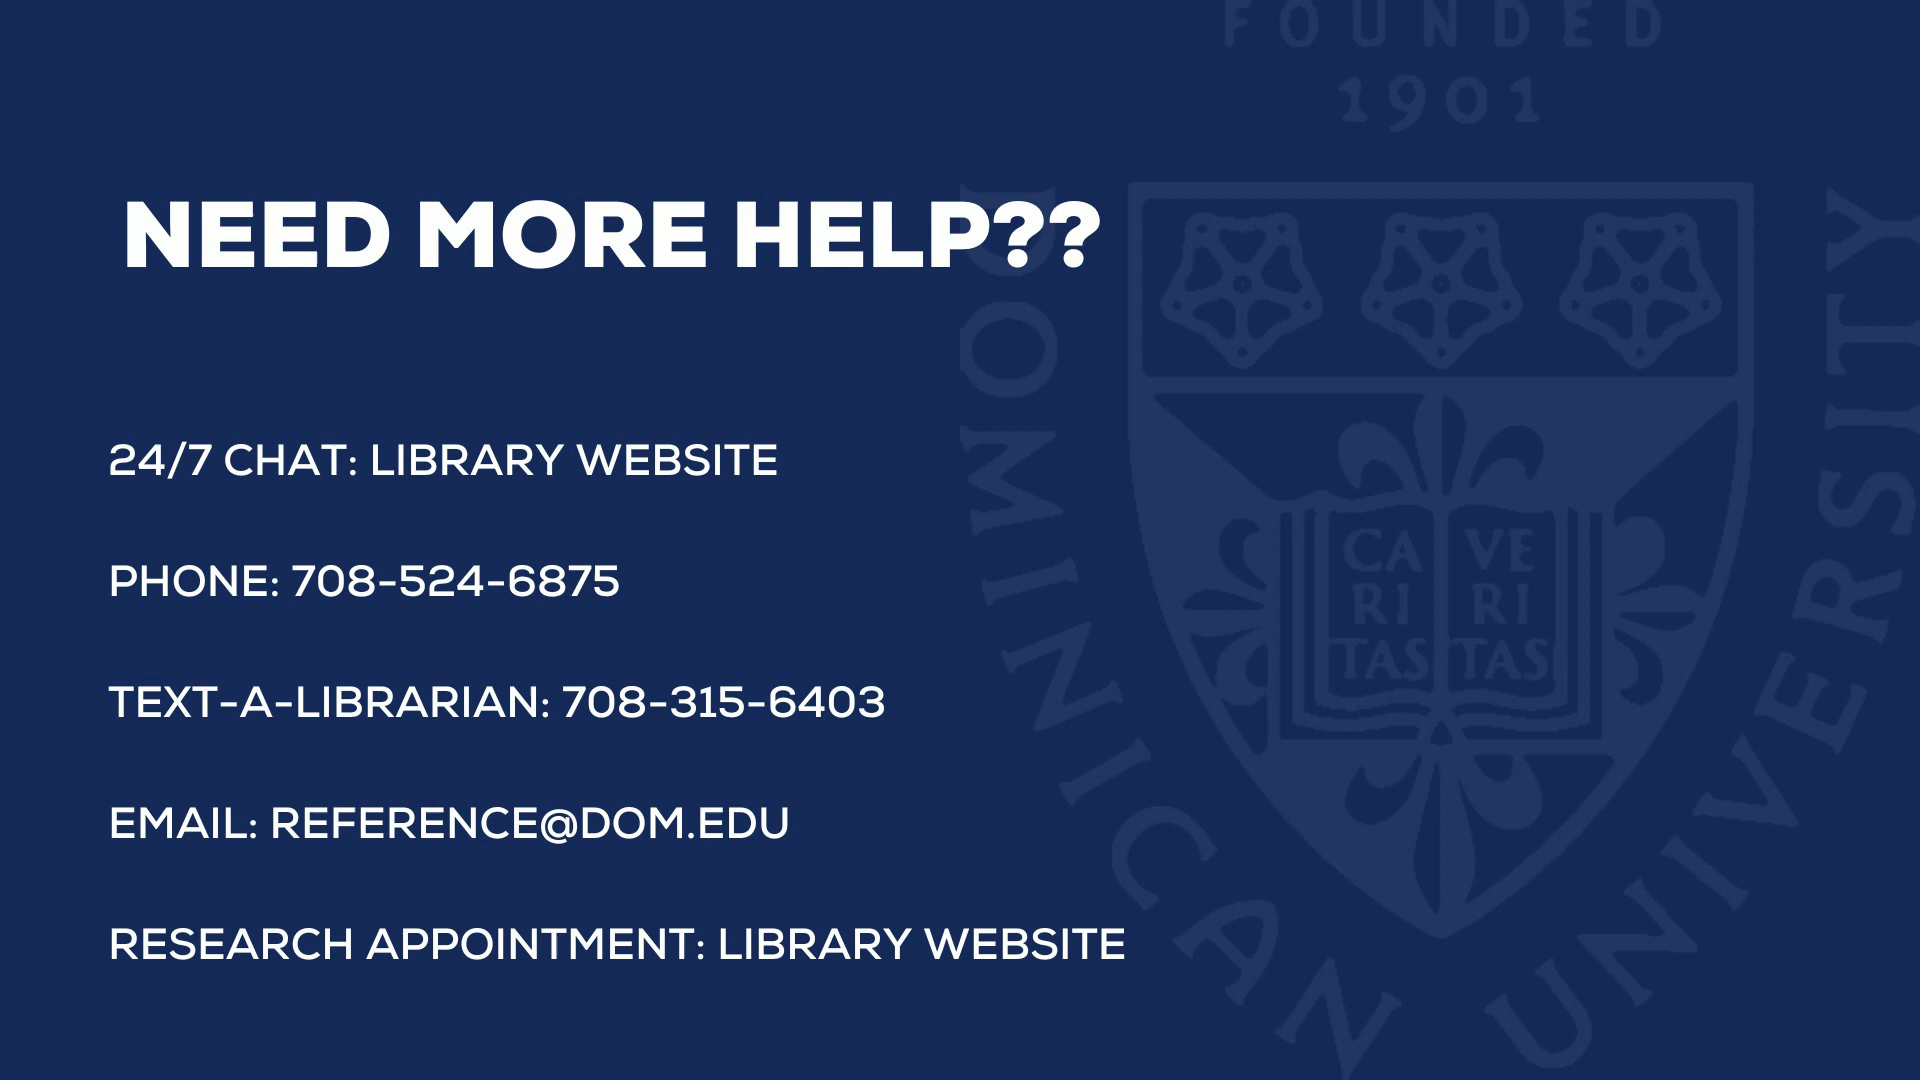 FOUNDED
1901
NEED MORE HELP??
24/7 CHAT: LIBRARY WEBSITE
PHONE: 708-524-6875
TEXT-A-LIBRARIAN: 708-315-6403
EMAIL: REFERENCE@DOM.EDU
RESEARCH APPOINTMENT: LIBRARY WEBSITE
DOMINICAN UNIVERSITY
CA
RI
TAS
VE
RI
TAS